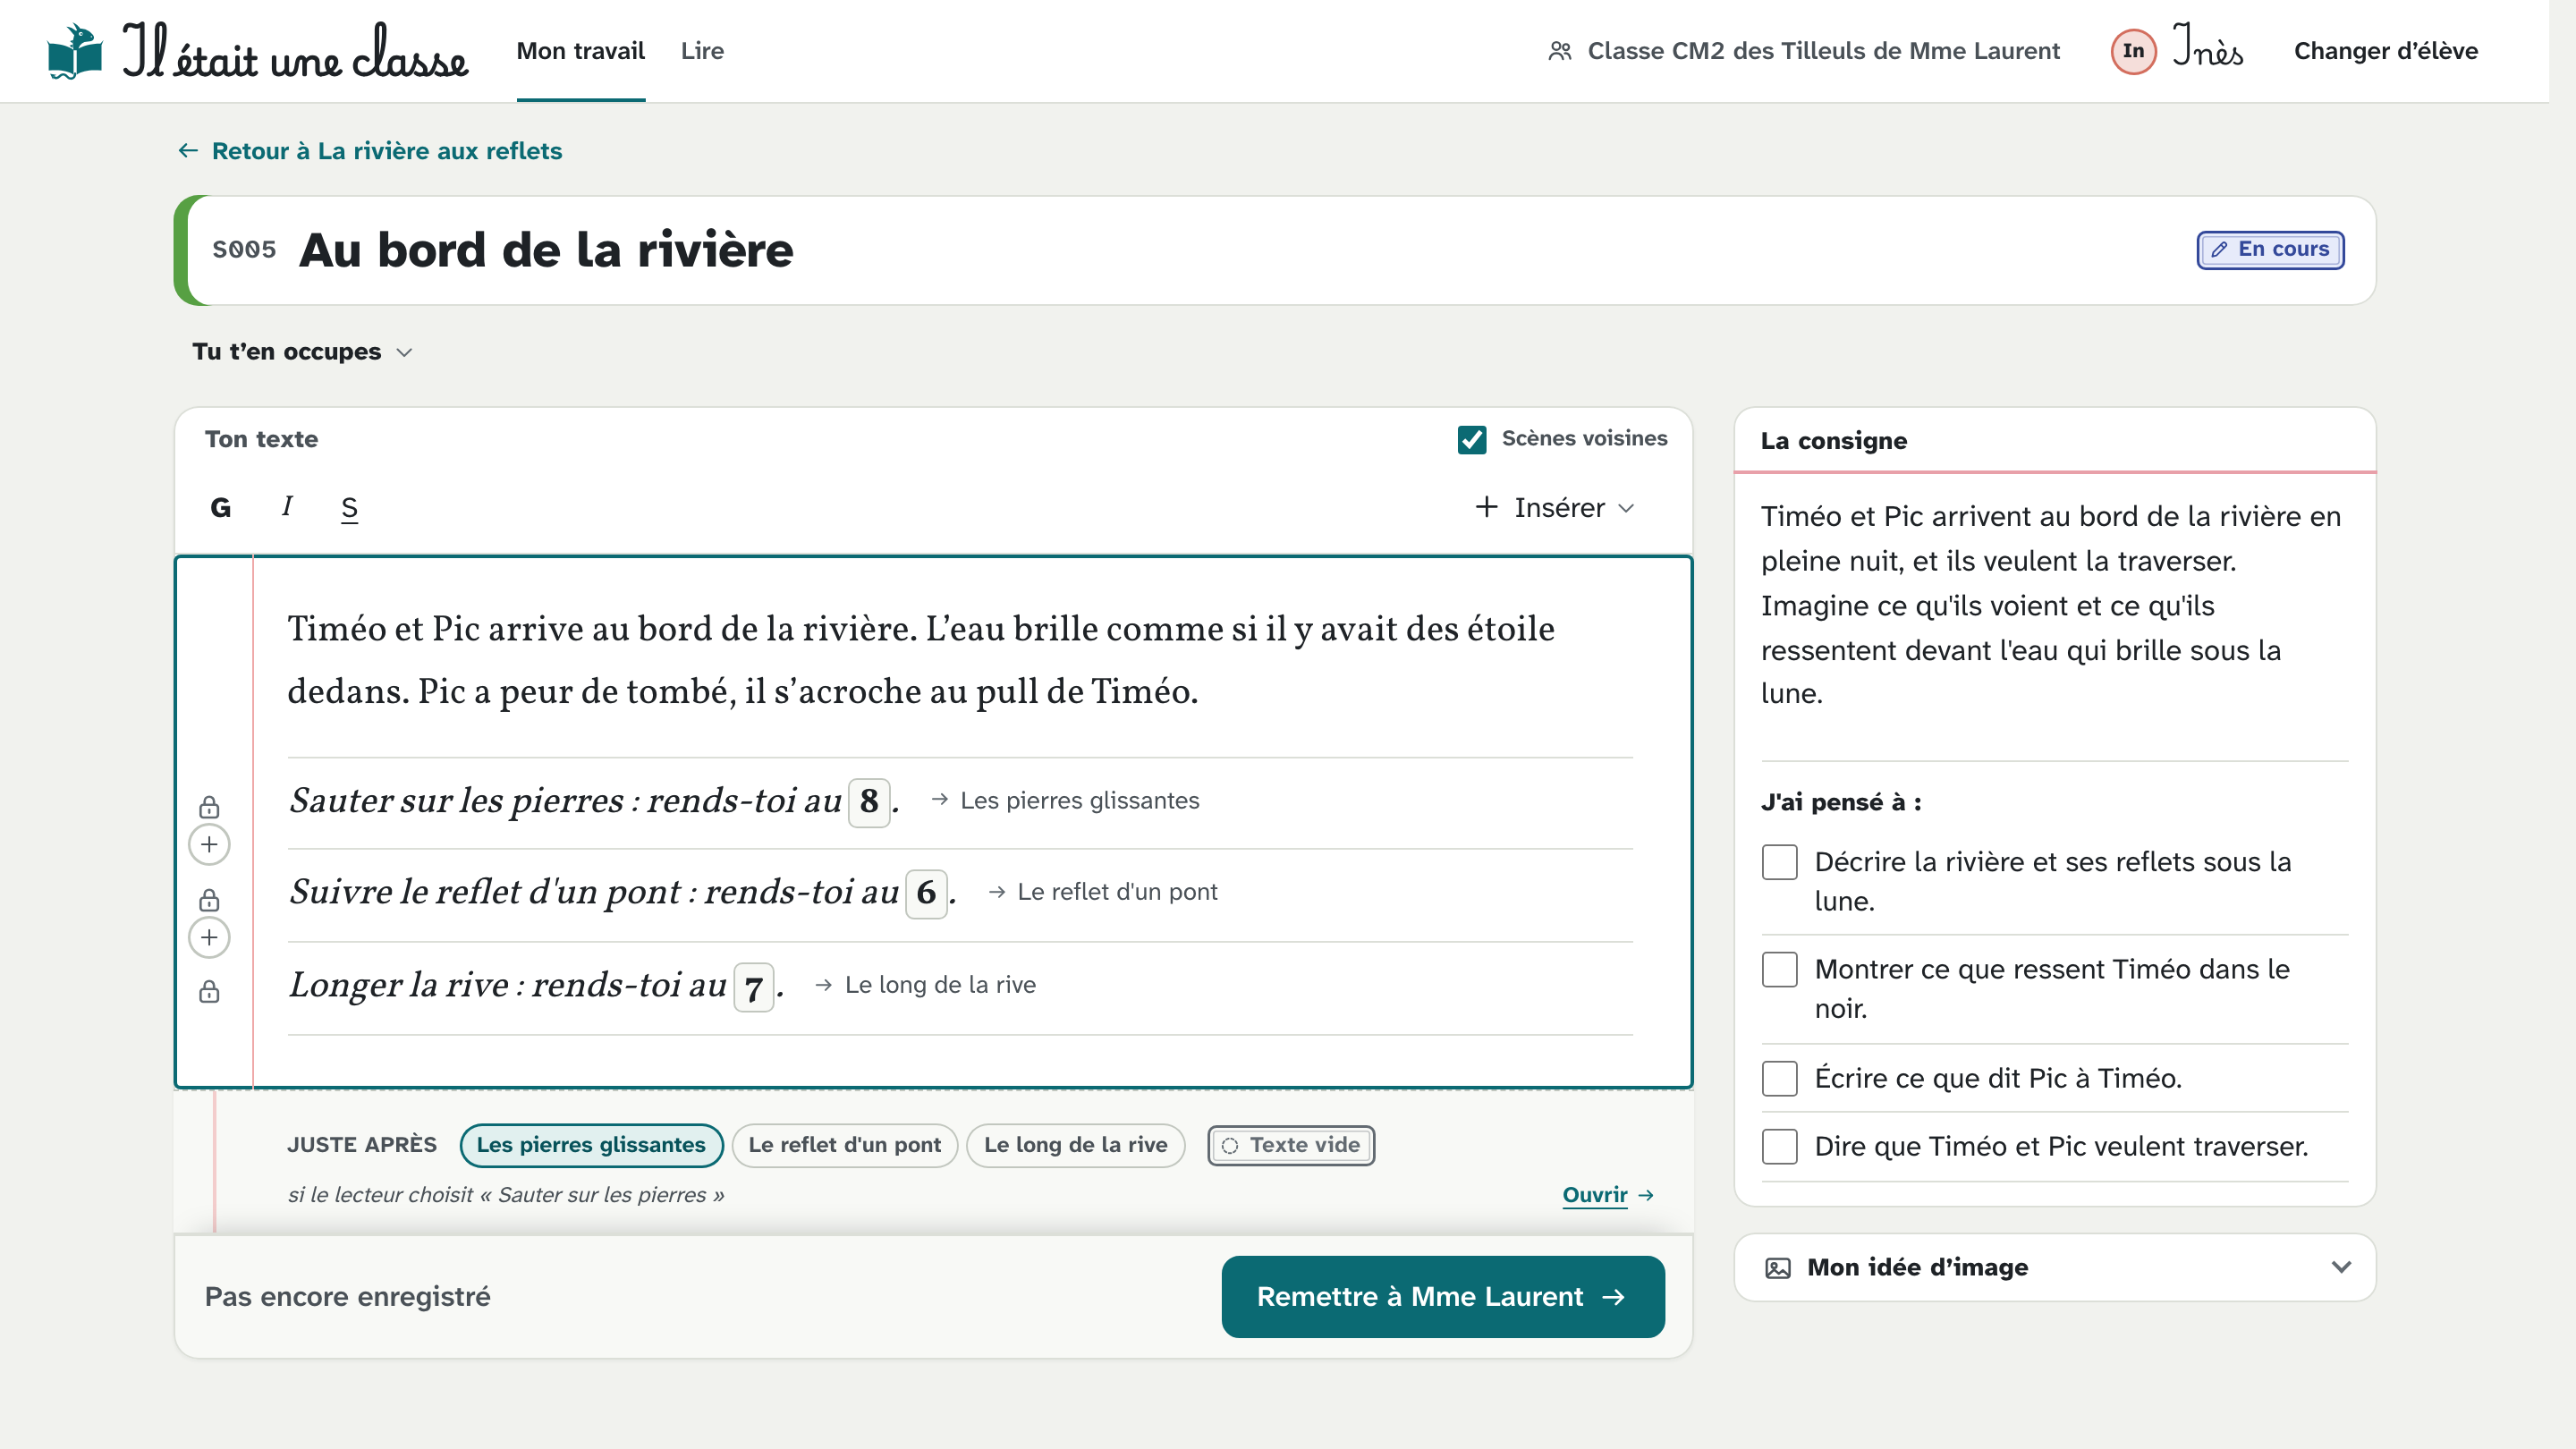 Il était une classe
Mon travail
Lire
Classe CM2 des Tilleuls de Mme Laurent
In
Inès
Changer d’élève
← Retour à La rivière aux reflets
S005 Au bord de la rivière
En cours
Tu t’en occupes
Ton texte
Scènes voisines
G I S
+ Insérer
Timéo et Pic arrive au bord de la rivière. L’eau brille comme si il y avait des étoile
dedans. Pic a peur de tombé, il s’acroche au pull de Timéo.
Sauter sur les pierres : rends-toi au 8. → Les pierres glissantes
Suivre le reflet d'un pont : rends-toi au 6. → Le reflet d'un pont
Longer la rive : rends-toi au 7. → Le long de la rive
JUSTE APRÈS Les pierres glissantes Le reflet d'un pont Le long de la rive Texte vide
si le lecteur choisit « Sauter sur les pierres »
Ouvrir →
Pas encore enregistré
Remettre à Mme Laurent →
La consigne
Timéo et Pic arrivent au bord de la rivière en
pleine nuit, et ils veulent la traverser.
Imagine ce qu'ils voient et ce qu'ils
ressentent devant l'eau qui brille sous la
lune.
J'ai pensé à :
Décrire la rivière et ses reflets sous la
lune.
Montrer ce que ressent Timéo dans le
noir.
Écrire ce que dit Pic à Timéo.
Dire que Timéo et Pic veulent traverser.
Mon idée d’image